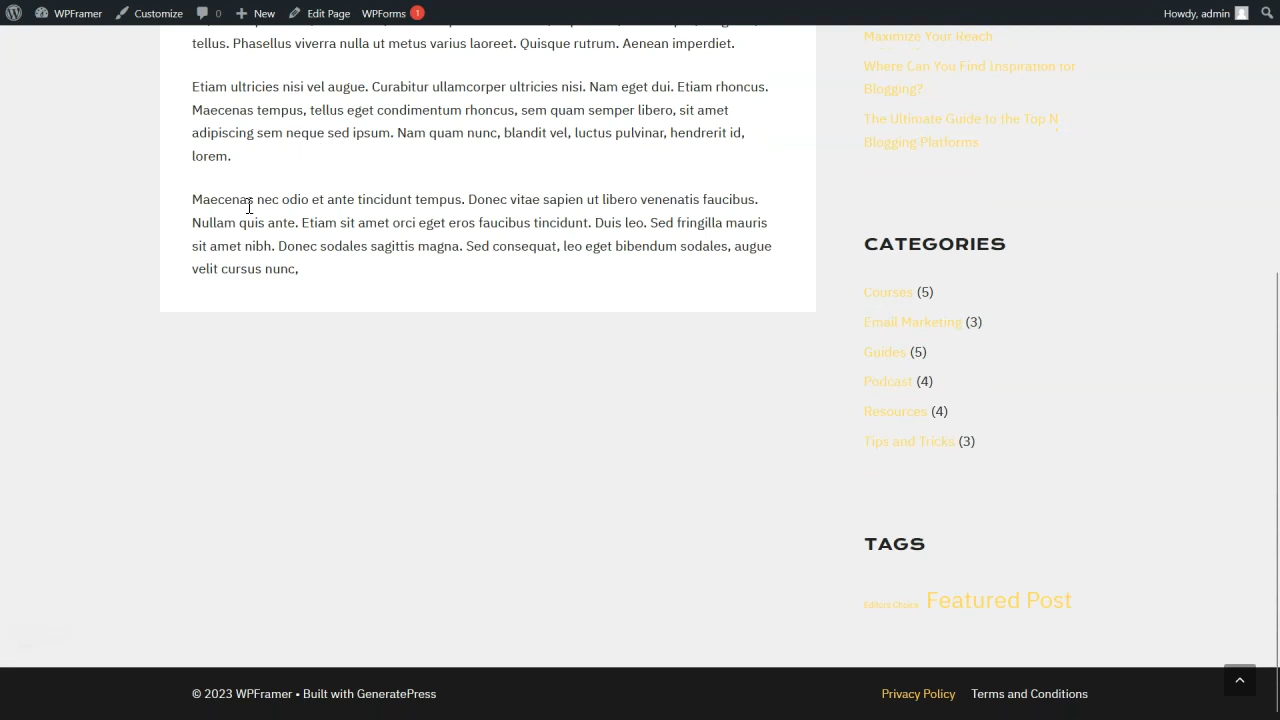 WPFramer Customize 0 New Edit Page WPForms 1 Howdy, admin
tellus. Phasellus viverra nulla ut metus varius laoreet. Quisque rutrum. Aenean imperdiet.
Etiam ultricies nisi vel augue. Curabitur ullamcorper ultricies nisi. Nam eget dui. Etiam rhoncus.
Maecenas tempus, tellus eget condimentum rhoncus, sem quam semper libero, sit amet
adipiscing sem neque sed ipsum. Nam quam nunc, blandit vel, luctus pulvinar, hendrerit id,
lorem.
Maecenas nec odio et ante tincidunt tempus. Donec vitae sapien ut libero venenatis faucibus.
Nullam quis ante. Etiam sit amet orci eget eros faucibus tincidunt. Duis leo. Sed fringilla mauris
sit amet nibh. Donec sodales sagittis magna. Sed consequat, leo eget bibendum sodales, augue
velit cursus nunc,
Maximize Your Reach
Where Can You Find Inspiration for
Blogging?
The Ultimate Guide to the Top
Blogging Platforms
CATEGORIES
Courses (5)
Email Marketing (3)
Guides (5)
Podcast (4)
Resources (4)
Tips and Tricks (3)
TAGS
Editors Choice Featured Post
© 2023 WPFramer • Built with GeneratePress
Privacy Policy Terms and Conditions